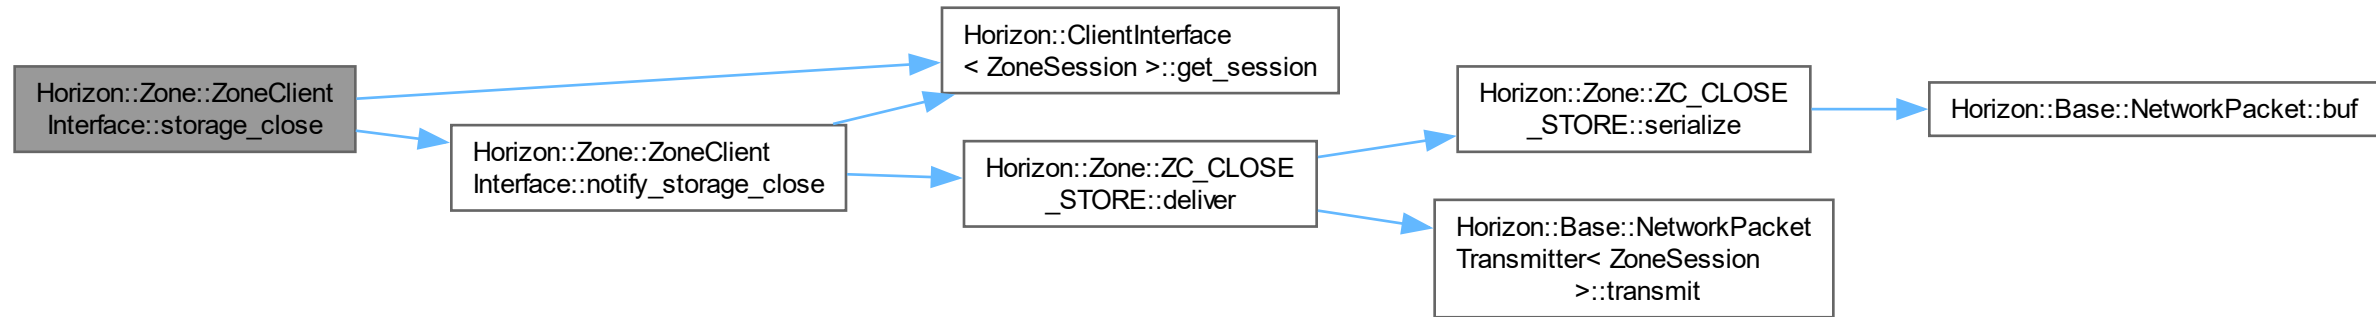 Horizon::Zone::ZoneClient
Interface::storage_close
Horizon::ClientInterface
< ZoneSession >::get_session
Horizon::Zone::ZoneClient
Interface::notify_storage_close
Horizon::Zone::ZC_CLOSE
_STORE::deliver
Horizon::Zone::ZC_CLOSE
_STORE::serialize
Horizon::Base::NetworkPacket::buf
Horizon::Base::NetworkPacket
Transmitter< ZoneSession
>::transmit